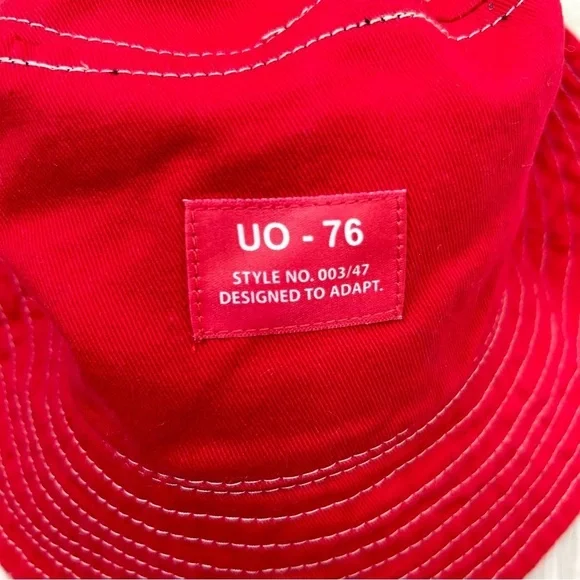 UO - 76
STYLE NO. 003/47
DESIGNED TO ADAPT.